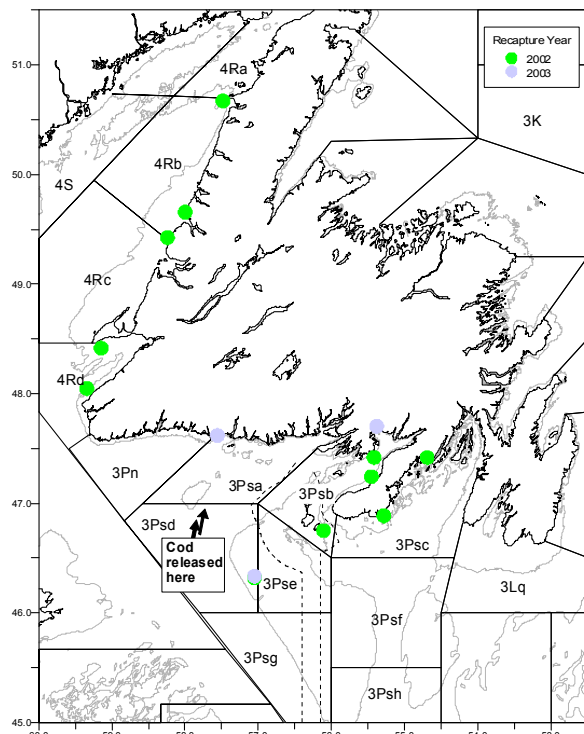 51.0
50.0
49.0
48.0
47.0
46.0
45.0
Recapture Year
2002
2003
4Ra
3K
4Rb
4S
4Rc
4Rd
3Pn
3Psa
3Psb
3Psd
3Psc
Cod
released
here
3Pse
3Lq
3Psf
3Psg
3Psh